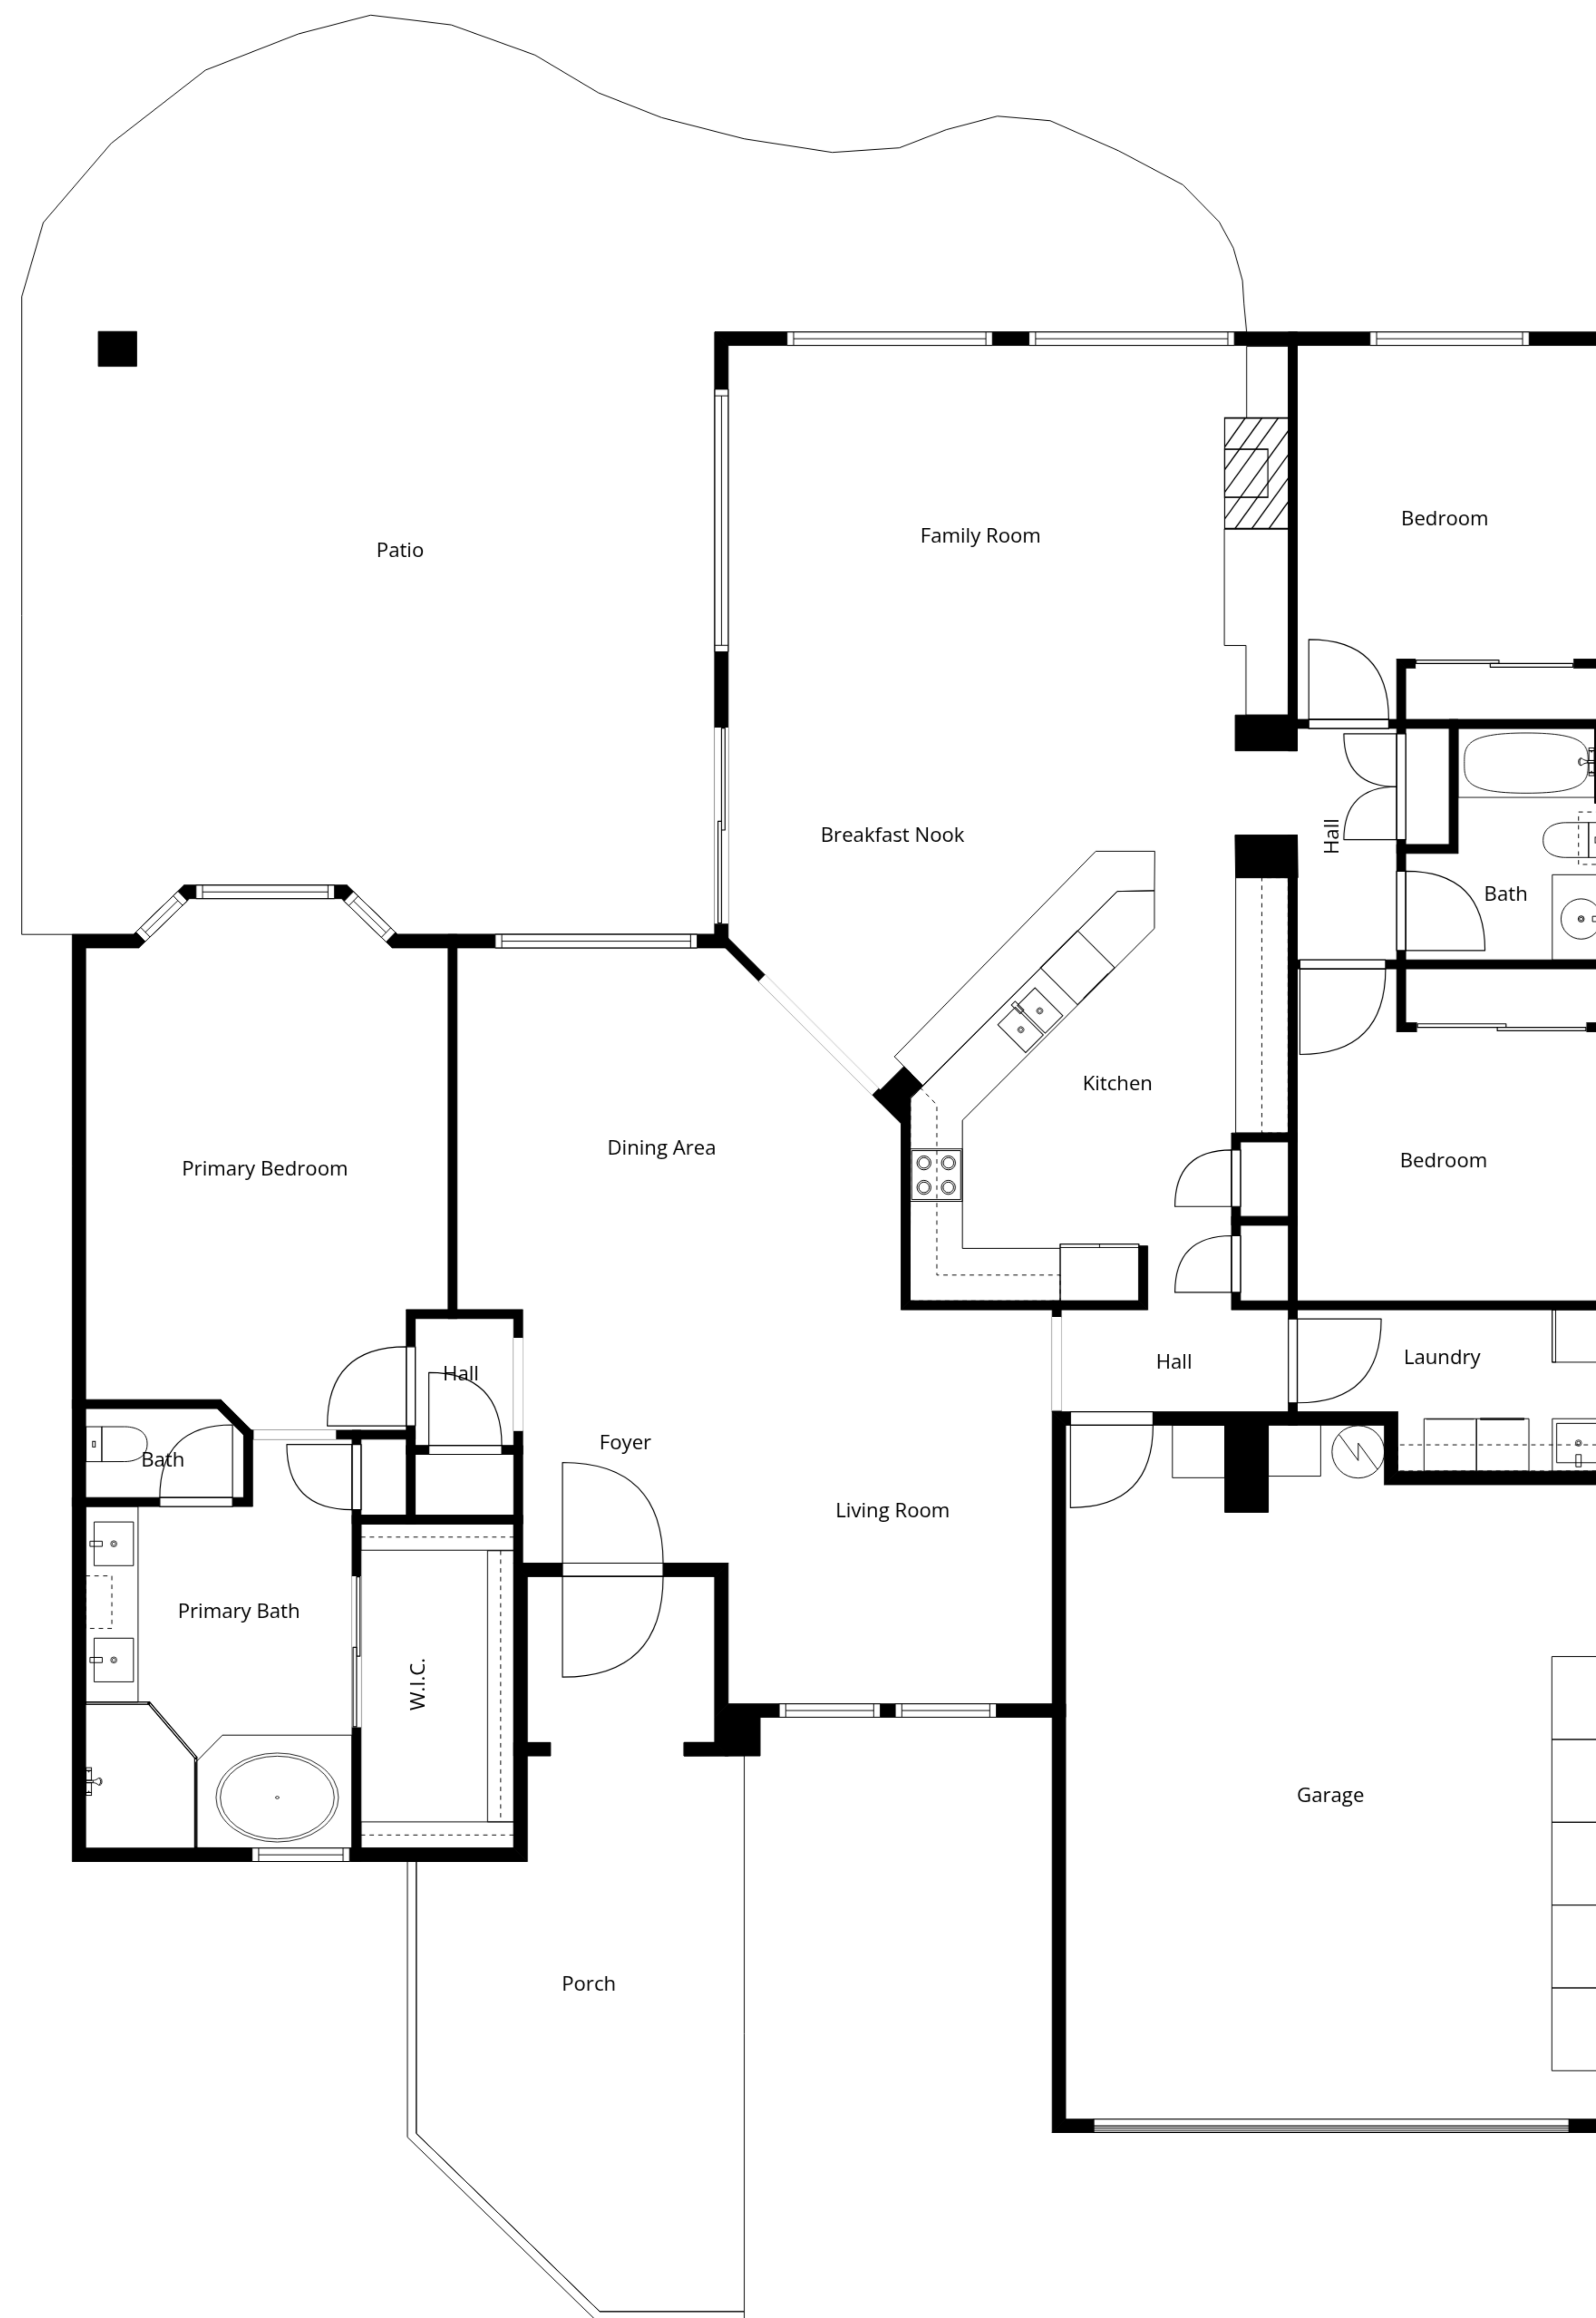 Patio
Family Room
Bedroom
Breakfast Nook
Hall
Bath
Kitchen
Dining Area
Primary Bedroom
Bedroom
Hall
Hall
Laundry
Foyer
Bath
Living Room
Primary Bath
W.I.C.
Garage
Porch